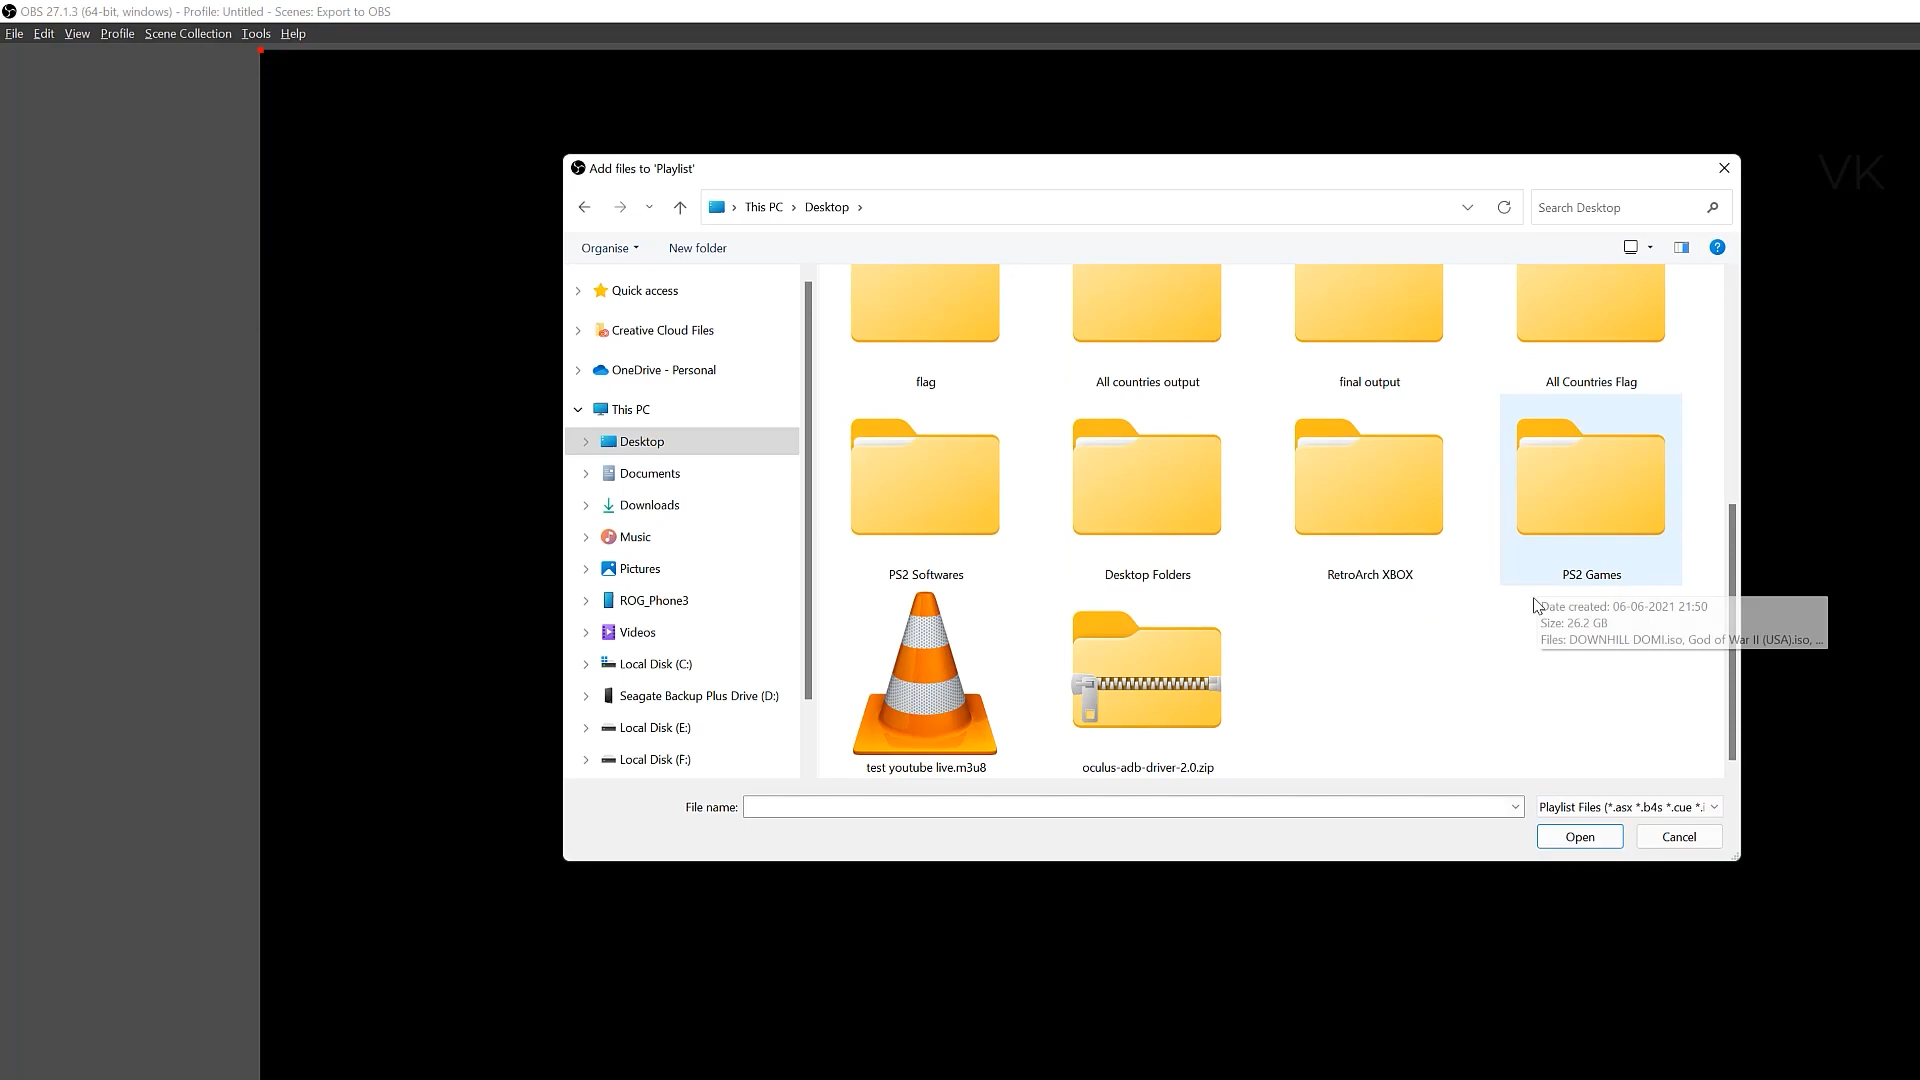 OBS 27.1.3 (64-bit, windows) - Profile: Untitled - Scenes: Export to OBS
File Edit View Profile Scene Collection Tools Help
VK
Add files to 'Playlist'
This PC > Desktop >
Search Desktop
Organise New folder
Quick access
Creative Cloud Files
OneDrive - Personal
This PC
Desktop
Documents
Downloads
Music
Pictures
ROG_Phone3
Videos
Local Disk (C:)
Seagate Backup Plus Drive (D:)
Local Disk (E:)
Local Disk (F:)
flag
All countries output
final output
All Countries Flag
PS2 Softwares
Desktop Folders
RetroArch XBOX
PS2 Games
Date created: 06-06-2021 21:50
Size: 26.2 GB
Files: DOWNHILL DOMI.iso, God of War II (USA).iso, ...
test youtube live.m3u8
oculus-adb-driver-2.0.zip
File name:
Playlist Files (*.asx *.b4s *.cue *.i
Open Cancel